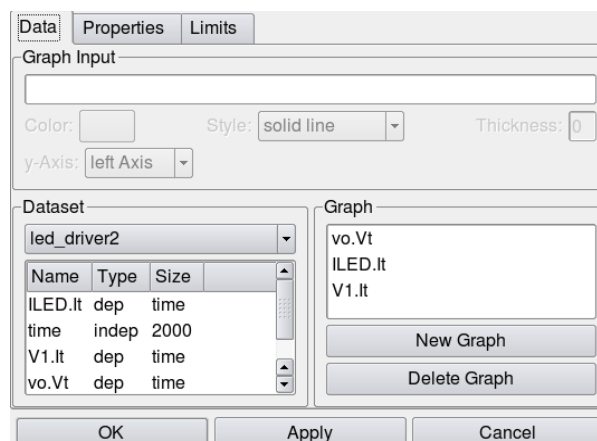 Data Properties Limits
Graph Input
Color: Style: solid line Thickness: 0
y-Axis: left Axis
Dataset
led_driver2
Name Type Size
ILED.It dep time
time indep 2000
V1.It dep time
vo.Vt dep time
Graph
vo.Vt
ILED.It
V1.It
New Graph
Delete Graph
OK Apply Cancel